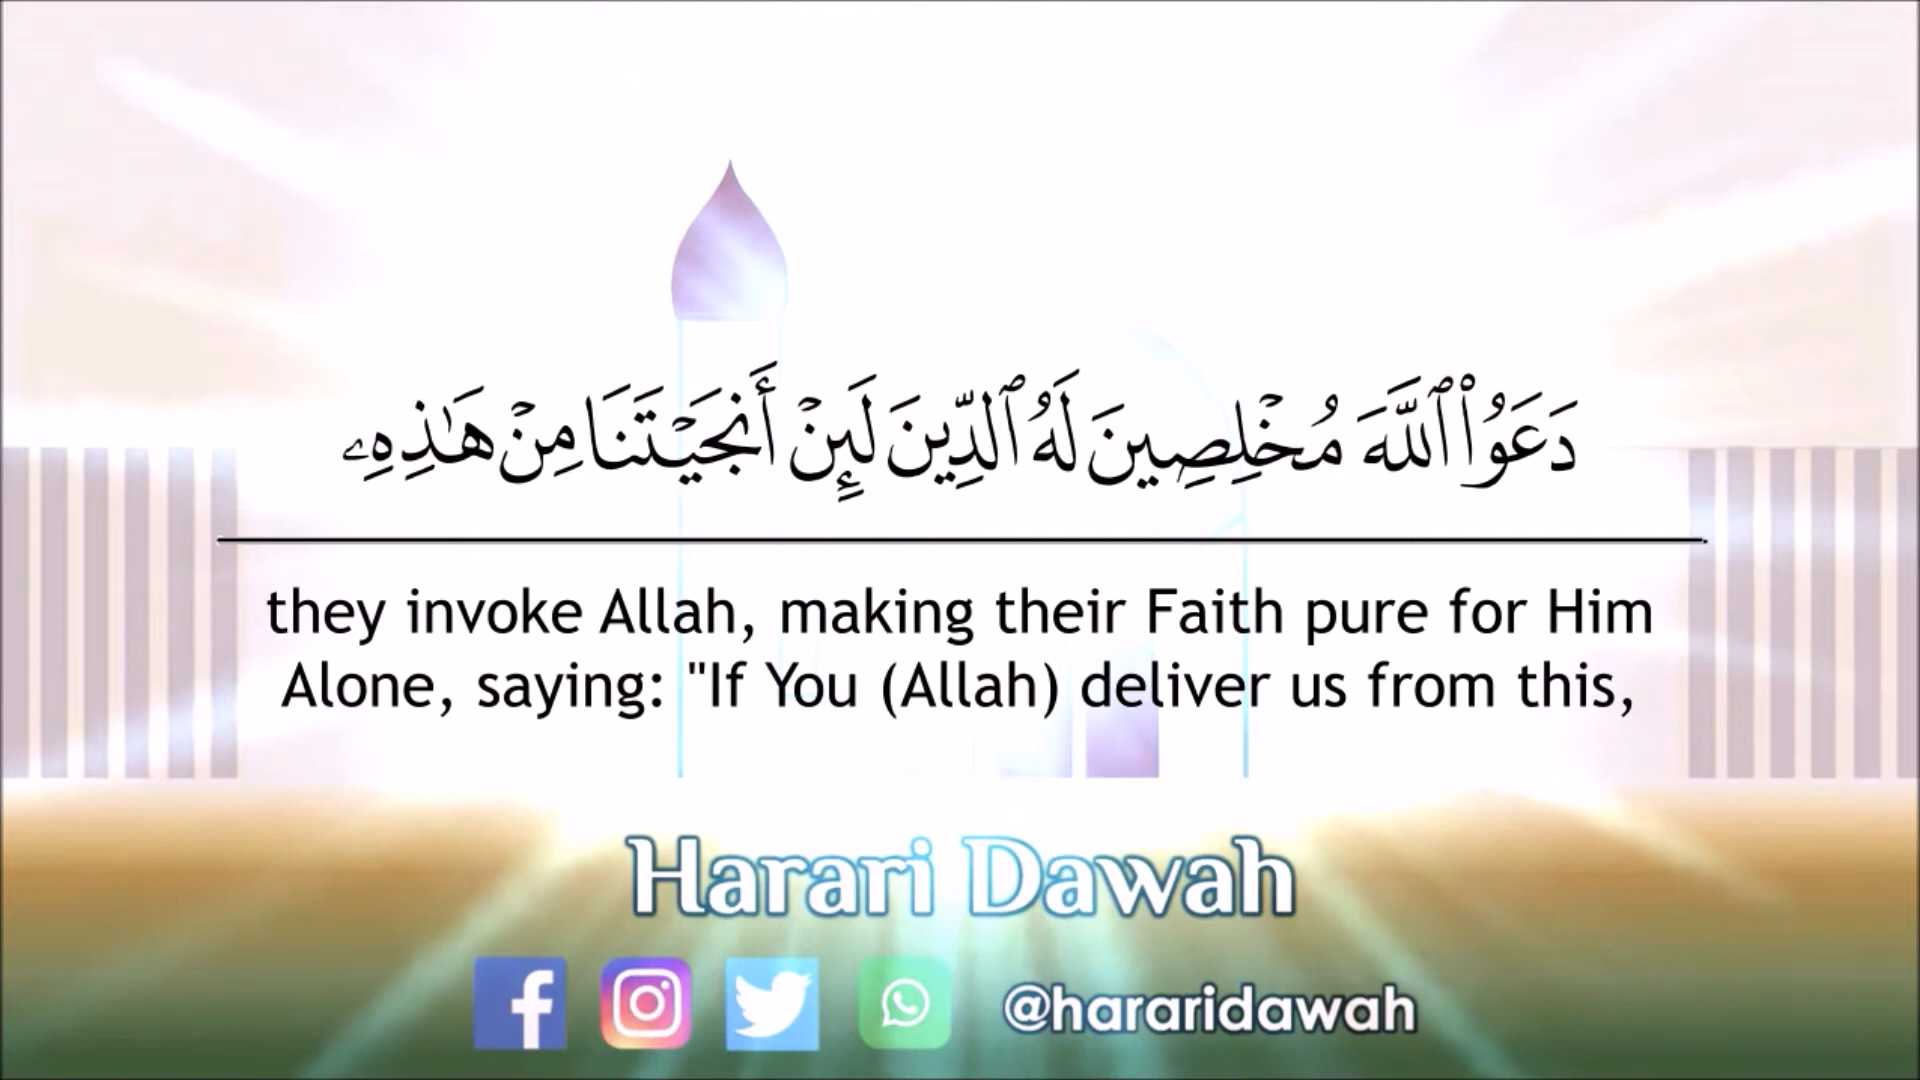 دَعَوُا۟ ٱللَّهَ مُخْلِصِينَ لَهُ ٱلدِّينَ لَئِنْ أَنجَيْتَنَا مِنْ هَـٰذِهِۦ
they invoke Allah, making their Faith pure for Him
Alone, saying: "If You (Allah) deliver us from this,
Harari Dawah
@hararidawah